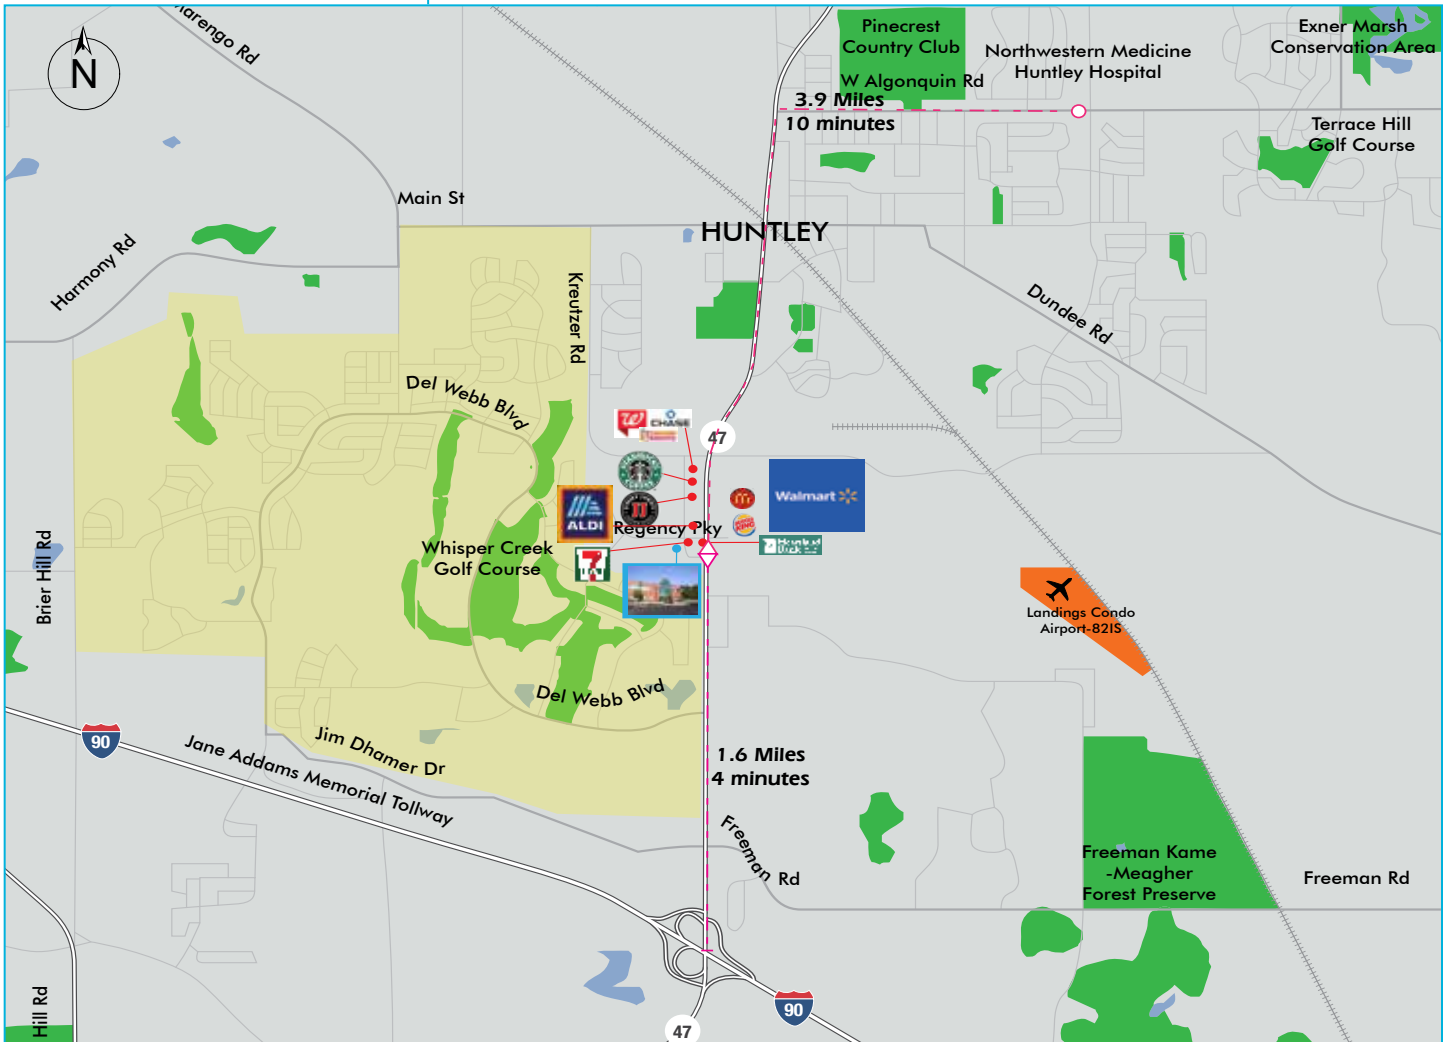 arengo Rd
N
Pinecrest
Country Club
W Algonquin Rd
Northwestern Medicine
Huntley Hospital
Exner Marsh
Conservation Area
3.9 Miles
10 minutes
Terrace Hill
Golf Course
Main St
HUNTLEY
Harmony Rd
Kreutzer Rd
Dundee Rd
Del Webb Blvd
CHASE
47
Walmart
ALDI
Regency Pky
Whisper Creek
Golf Course
7
Brier Hill Rd
Landings Condo
Airport-82IS
Del Webb Blvd
90
Jim Dhamer Dr
Jane Addams Memorial Tollway
1.6 Miles
4 minutes
Freeman Rd
Freeman Kame
-Meagher
Forest Preserve
Freeman Rd
Hill Rd
90
47